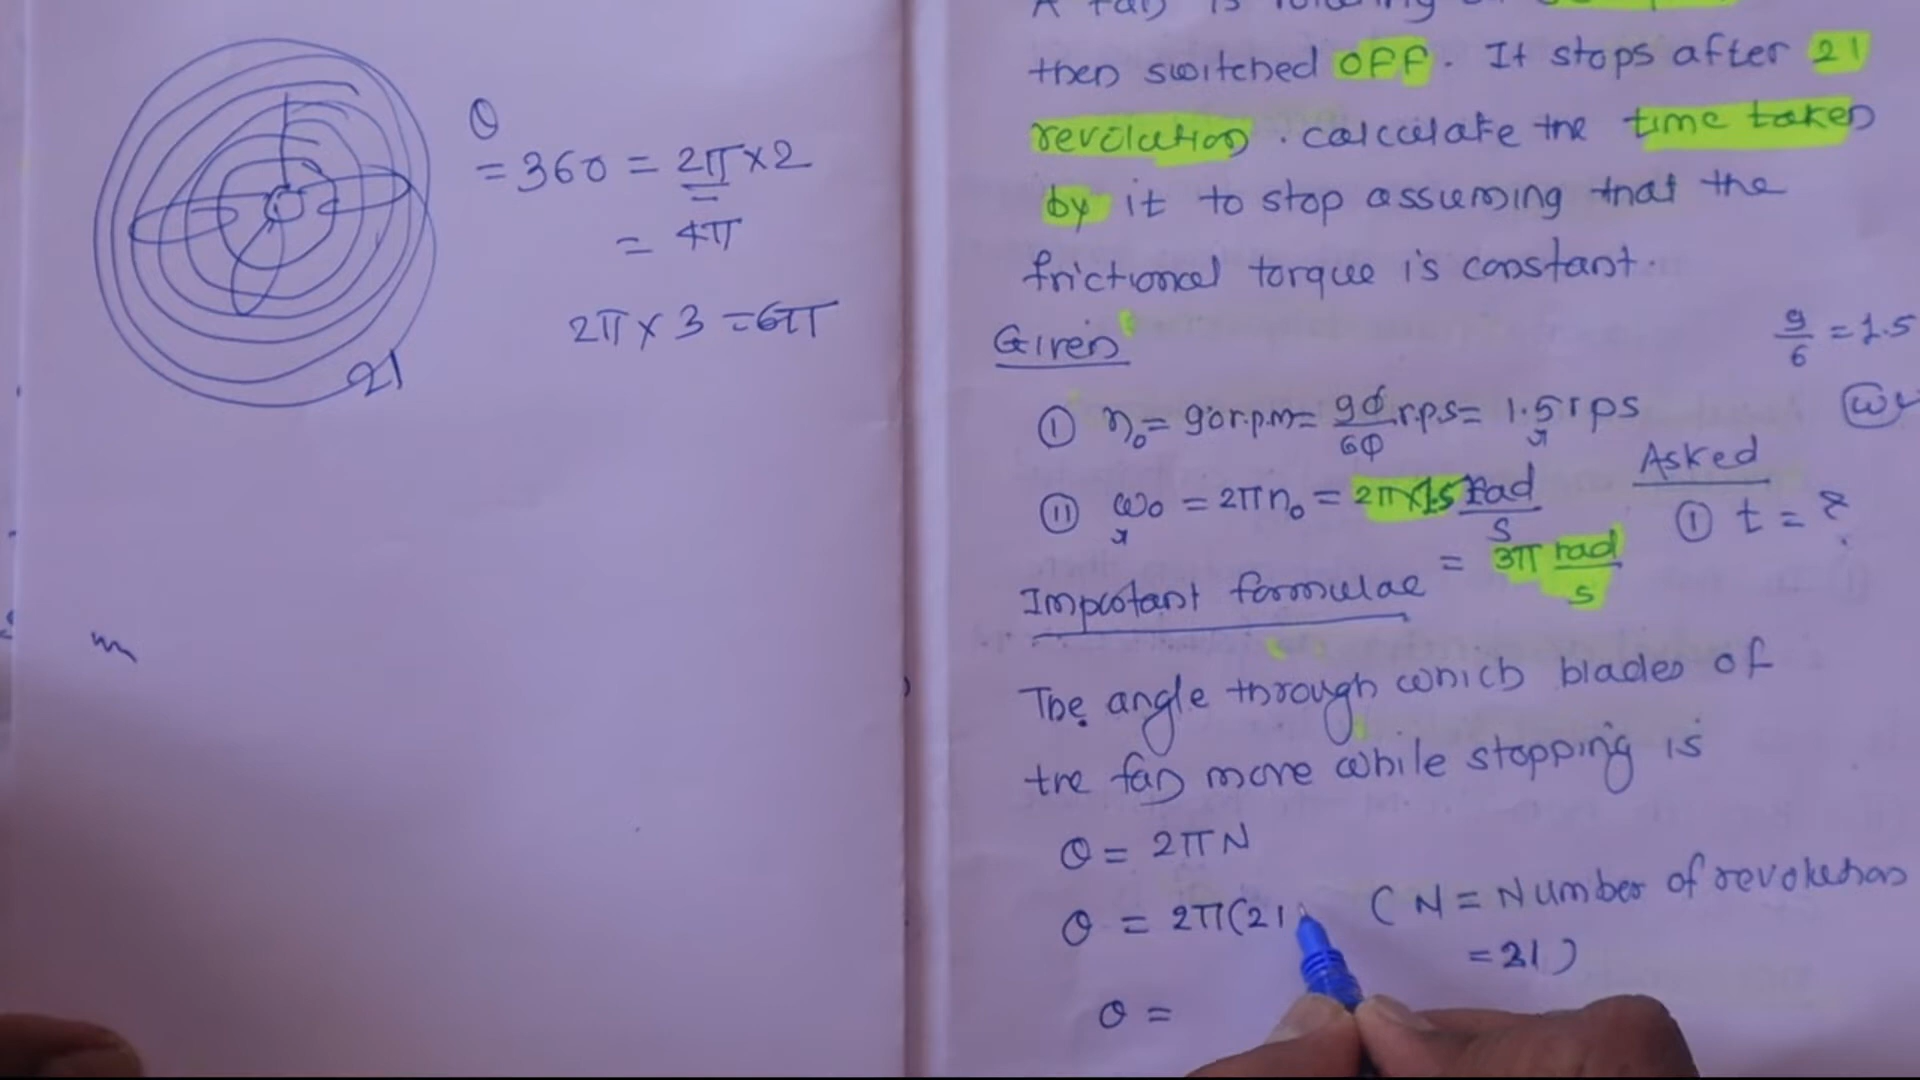 θ
= 360 = 2π × 2
= 4π
2π × 3 = 6π
21
then switched OFF. It stops after 21
revolution. calculate the time taken
by it to stop assuming that the
frictional torque is constant.
Given
9/6 = 1.5
(I) n₀ = 90 r.p.m = 90/60 r.p.s = 1.5 rps
Asked
(II) ω₀ = 2πn₀ = 2π×1.5 rad/s
(I) t = ?
= 3π rad/s
Important formulae
The angle through which blades of
the fan move while stopping is
θ = 2πN
θ = 2π(21 (N = Number of revolutions
= 21)
θ =